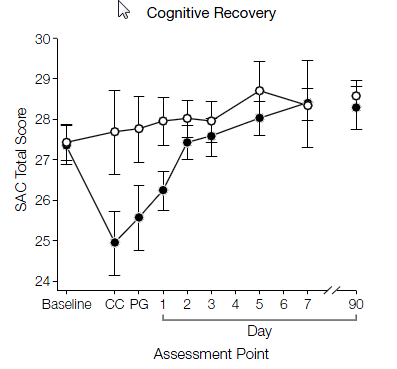 Cognitive Recovery
30
29
28
27
26
25
24
SAC Total Score
Baseline CC PG 1 2 3 4 5 6 7 90
Day
Assessment Point